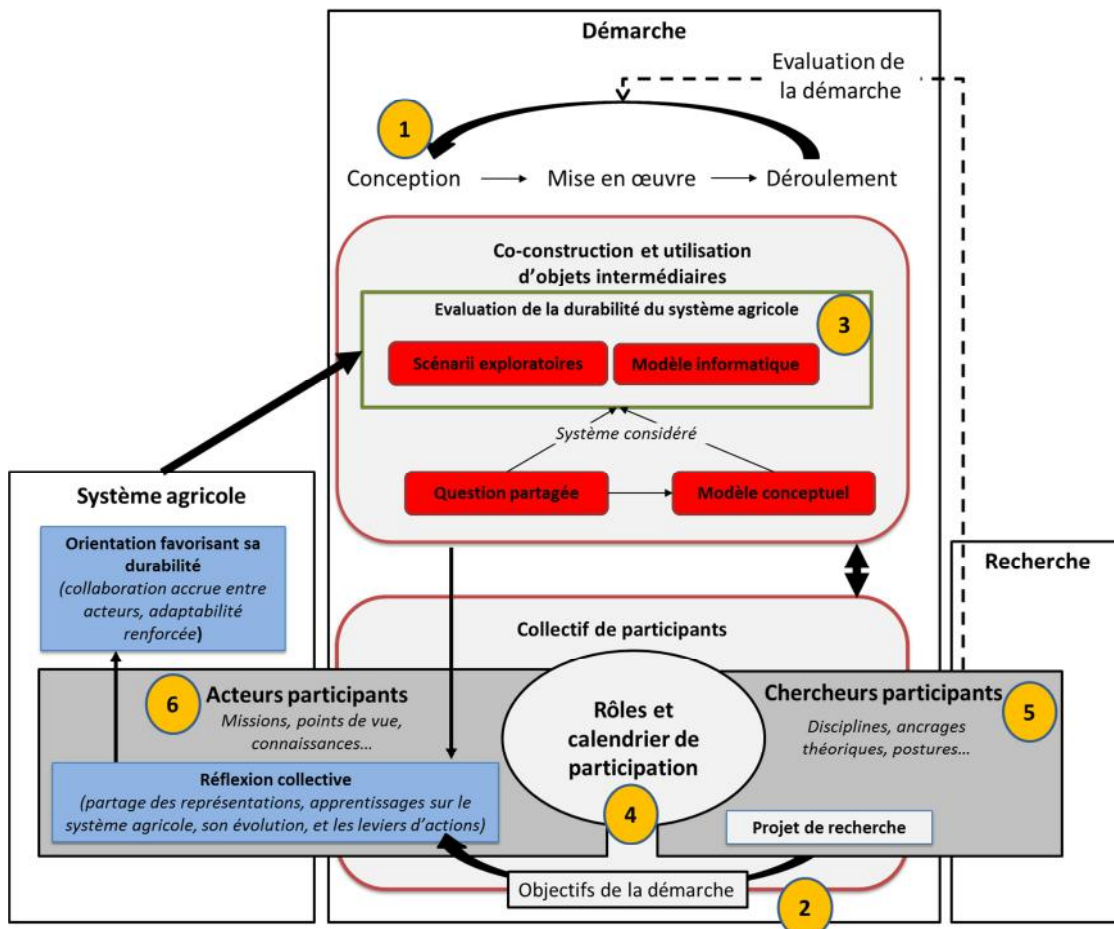 Démarche
Evaluation de
la démarche
1
Conception
Mise en œuvre
Déroulement
Co-construction et utilisation
d'objets intermédiaires
Evaluation de la durabilité du système agricole
3
Scénarii exploratoires
Modèle informatique
Système considéré
Question partagée
Modèle conceptuel
Système agricole
Orientation favorisant sa
durabilité
(collaboration accrue entre
acteurs, adaptabilité
renforcée)
Recherche
Collectif de participants
6
Acteurs participants
Missions, points de vue,
connaissances...
Rôles et
calendrier de
participation
4
Chercheurs participants
5
Disciplines, ancrages
théoriques, postures...
Réflexion collective
(partage des représentations, apprentissages sur le
système agricole, son évolution, et les leviers d'actions)
Projet de recherche
Objectifs de la démarche
2